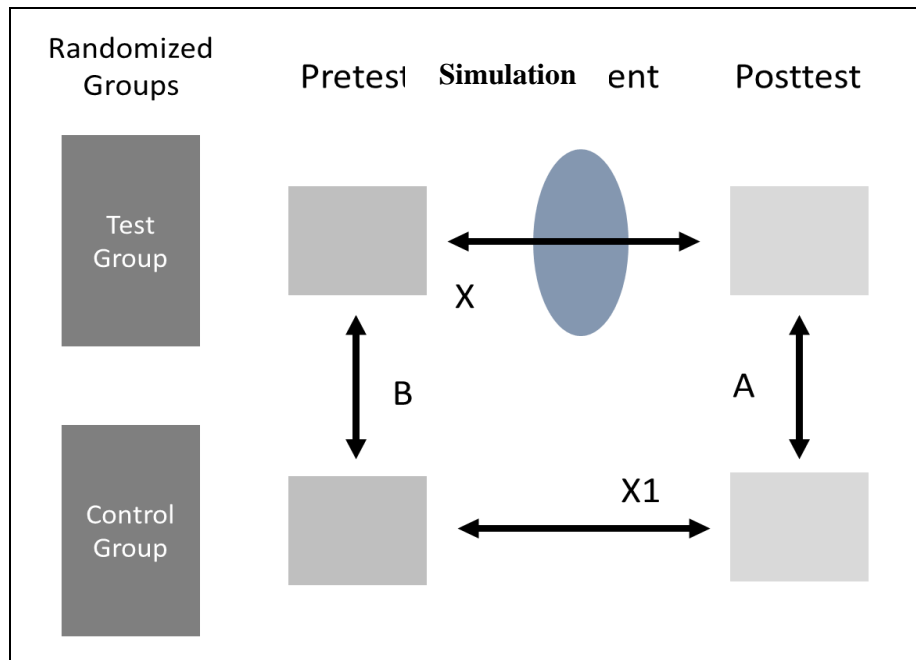 Randomized
Groups
Pretest Simulation ent Posttest
Test
Group
X
B
A
Control
Group
X1